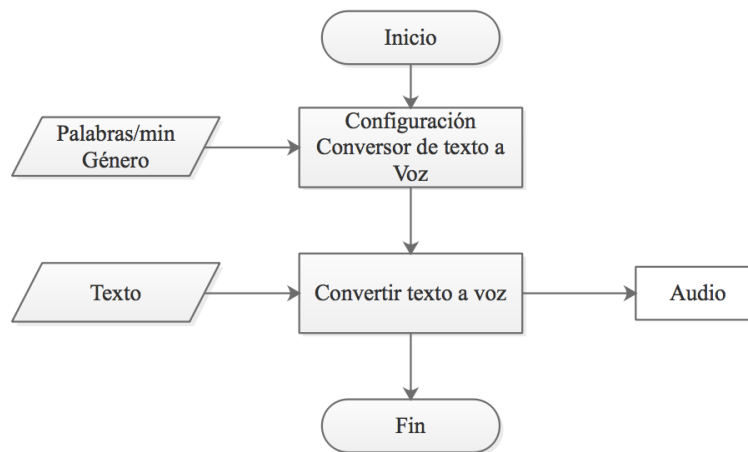 Inicio
Palabras/min
Género
Configuración
Conversor de texto a
Voz
Texto
Convertir texto a voz
Audio
Fin